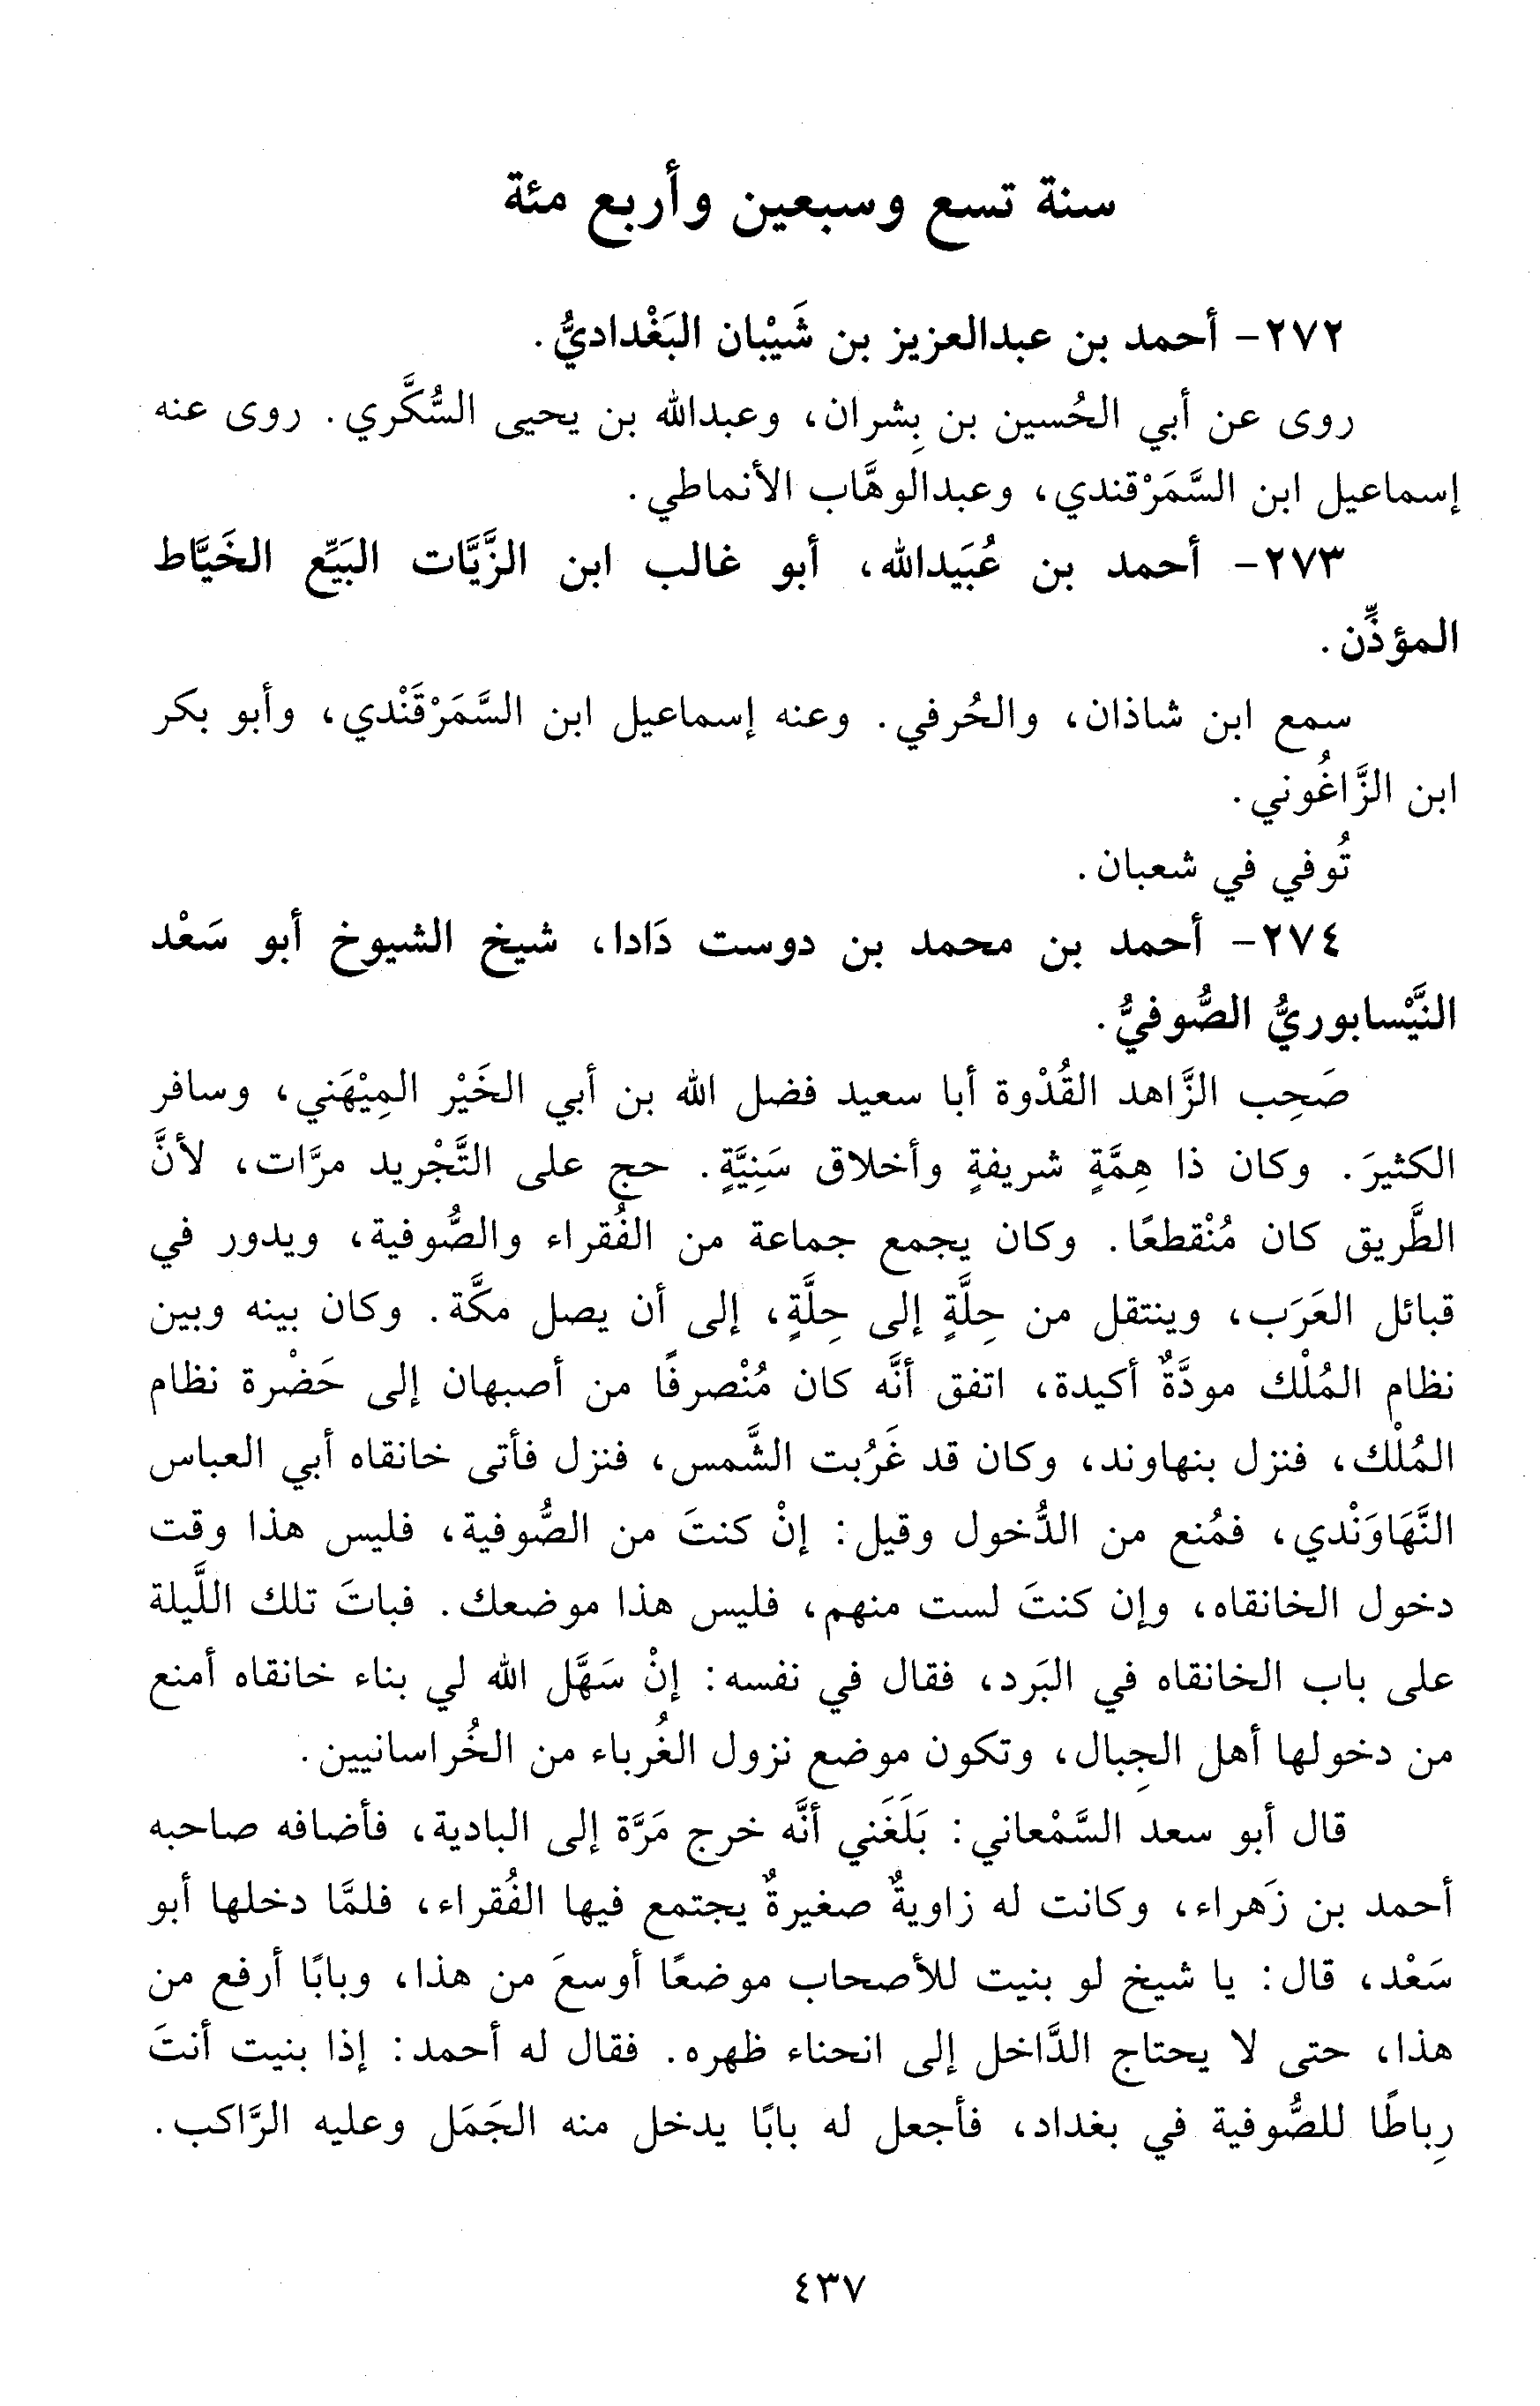 سنة تسع وسبعين وأربع مئة
٢٧٢- أحمد بن عبدالعزيز بن شَيْبان البَغْداديُّ.
روى عن أبي الحُسين بن بِشران، وعبدالله بن يحيى السُّكَّري. روى عنه
إسماعيل ابن السَّمَرْقندي، وعبدالوهَّاب الأنماطي.
٢٧٣- أحمد بن عُبَيدالله، أبو غالب ابن الزَّيَّات البَيِّع الخَيَّاط
المؤذِّن.
سمع ابن شاذان، والحُرفي. وعنه إسماعيل ابن السَّمَرْقَنْدي، وأبو بكر
ابن الزَّاغُوني.
تُوفي في شعبان.
٢٧٤- أحمد بن محمد بن دوست دَادا، شيخ الشيوخ أبو سَعْد
النَّيْسابوريُّ الصُّوفيُّ.
صَحِب الزَّاهد القُدْوة أبا سعيد فضل الله بن أبي الخَيْر المِيْهَني، وسافر
الكثيرَ. وكان ذا هِمَّةٍ شريفةٍ وأخلاق سَنِيَّةٍ. حج على التَّجْريد مرَّات، لأنَّ
الطَّريق كان مُنْقطعًا. وكان يجمع جماعة من الفُقراء والصُّوفية، ويدور في
قبائل العَرَب، وينتقل من حِلَّةٍ إلى حِلَّةٍ، إلى أن يصل مكَّة. وكان بينه وبين
نظام المُلْك مودَّةٌ أكيدة، اتفق أنَّه كان مُنْصرفًا من أصبهان إلى حَضْرة نظام
المُلْك، فنزل بنهاوند، وكان قد غَرُبت الشَّمس، فنزل فأتى خانقاه أبي العباس
النَّهَاوَنْدي، فمُنع من الدُّخول وقيل: إنْ كنتَ من الصُّوفية، فليس هذا وقت
دخول الخانقاه، وإن كنتَ لست منهم، فليس هذا موضعك. فباتَ تلك اللَّيلة
على باب الخانقاه في البَرد، فقال في نفسه: إنْ سَهَّل الله لي بناء خانقاه أمنع
من دخولها أهل الجِبال، وتكون موضع نزول الغُرباء من الخُراسانيين.
قال أبو سعد السَّمْعاني: بَلَغَني أنَّه خرج مَرَّة إلى البادية، فأضافه صاحبه
أحمد بن زَهراء، وكانت له زاويةٌ صغيرةٌ يجتمع فيها الفُقراء، فلمَّا دخلها أبو
سَعْد، قال: يا شيخ لو بنيت للأصحاب موضعًا أوسعَ من هذا، وبابًا أرفع من
هذا، حتى لا يحتاج الدَّاخل إلى انحناء ظهره. فقال له أحمد: إذا بنيت أنتَ
رِباطًا للصُّوفية في بغداد، فأجعل له بابًا يدخل منه الجَمَل وعليه الرَّاكب.
٤٣٧